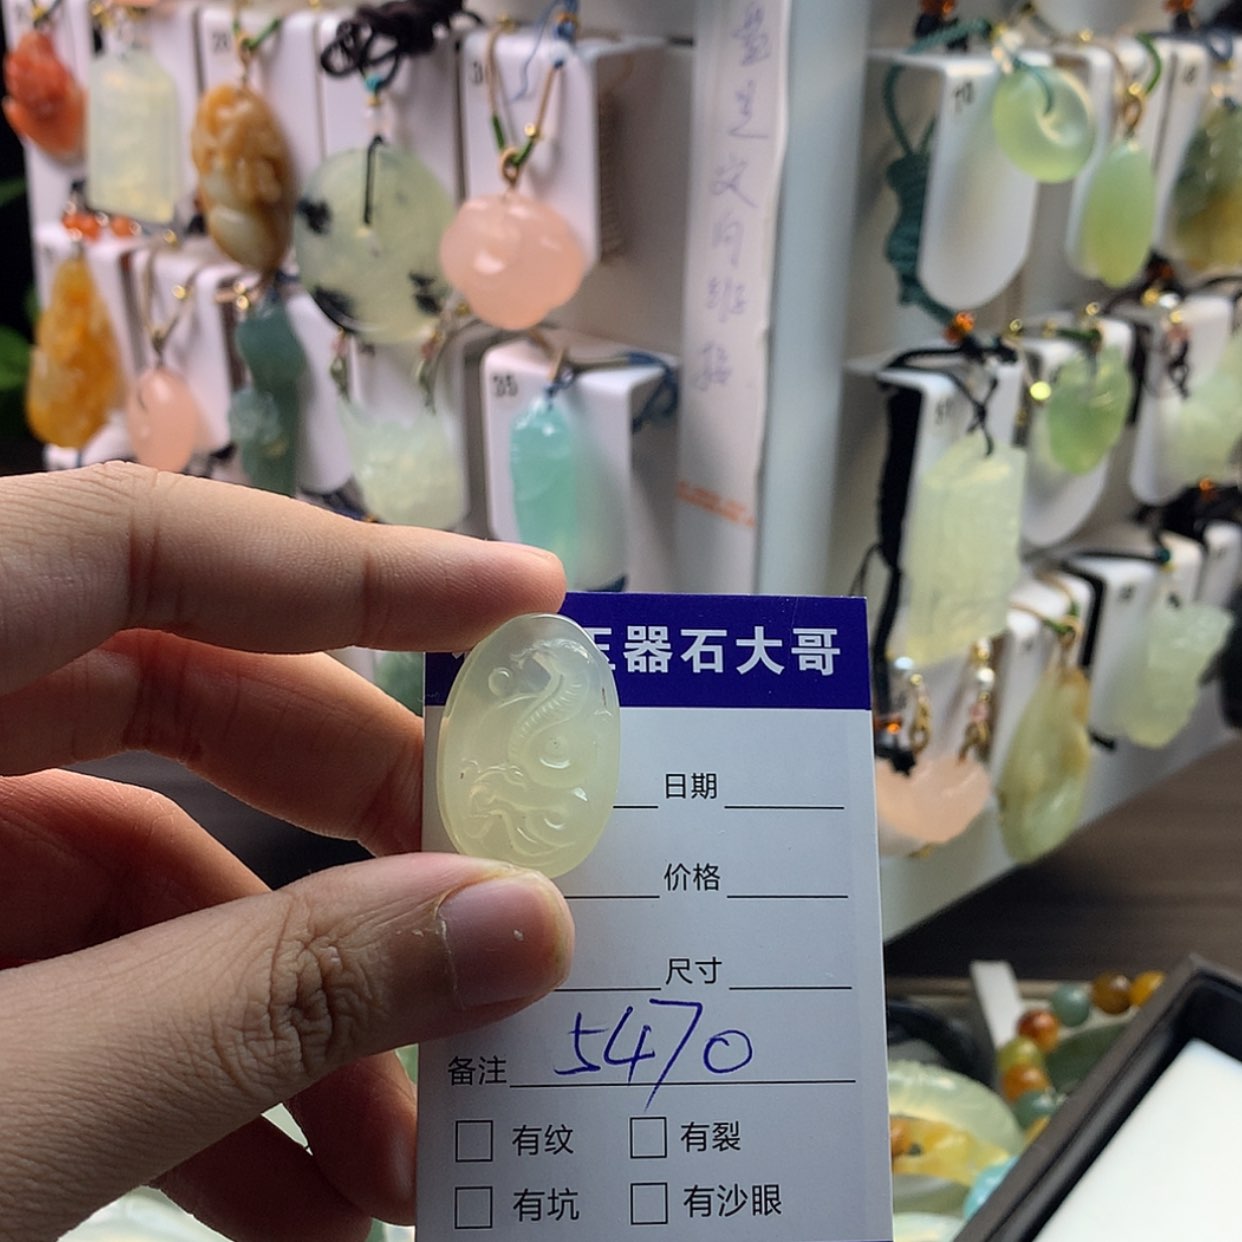 35
玉器石大哥
日期
价格
尺寸
备注 5470
有纹 有裂
有坑 有沙眼